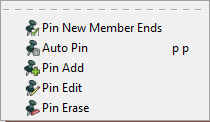 Pin New Member Ends
Auto Pin p p
Pin Add
Pin Edit
Pin Erase